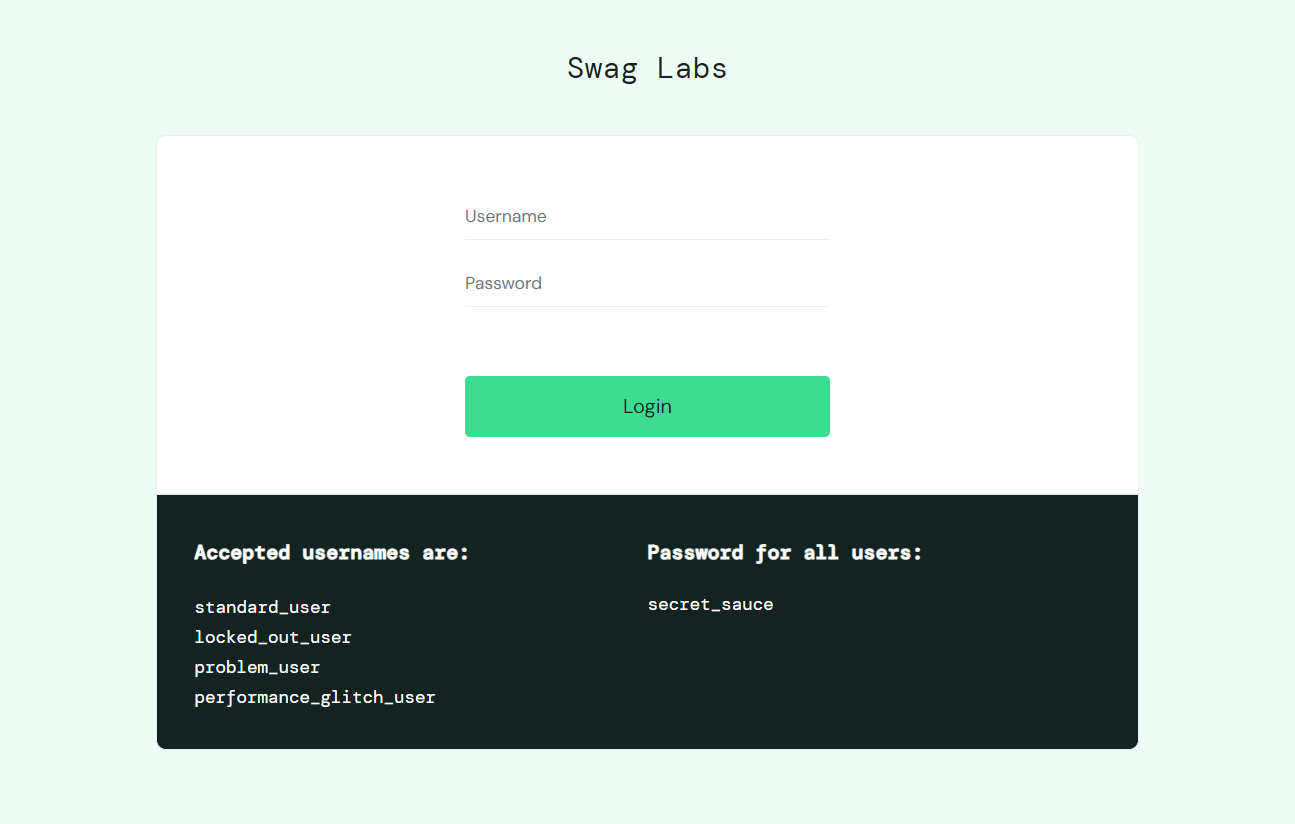 Swag Labs
Username
Password
Login
Accepted usernames are:
standard_user
locked_out_user
problem_user
performance_glitch_user
Password for all users:
secret_sauce